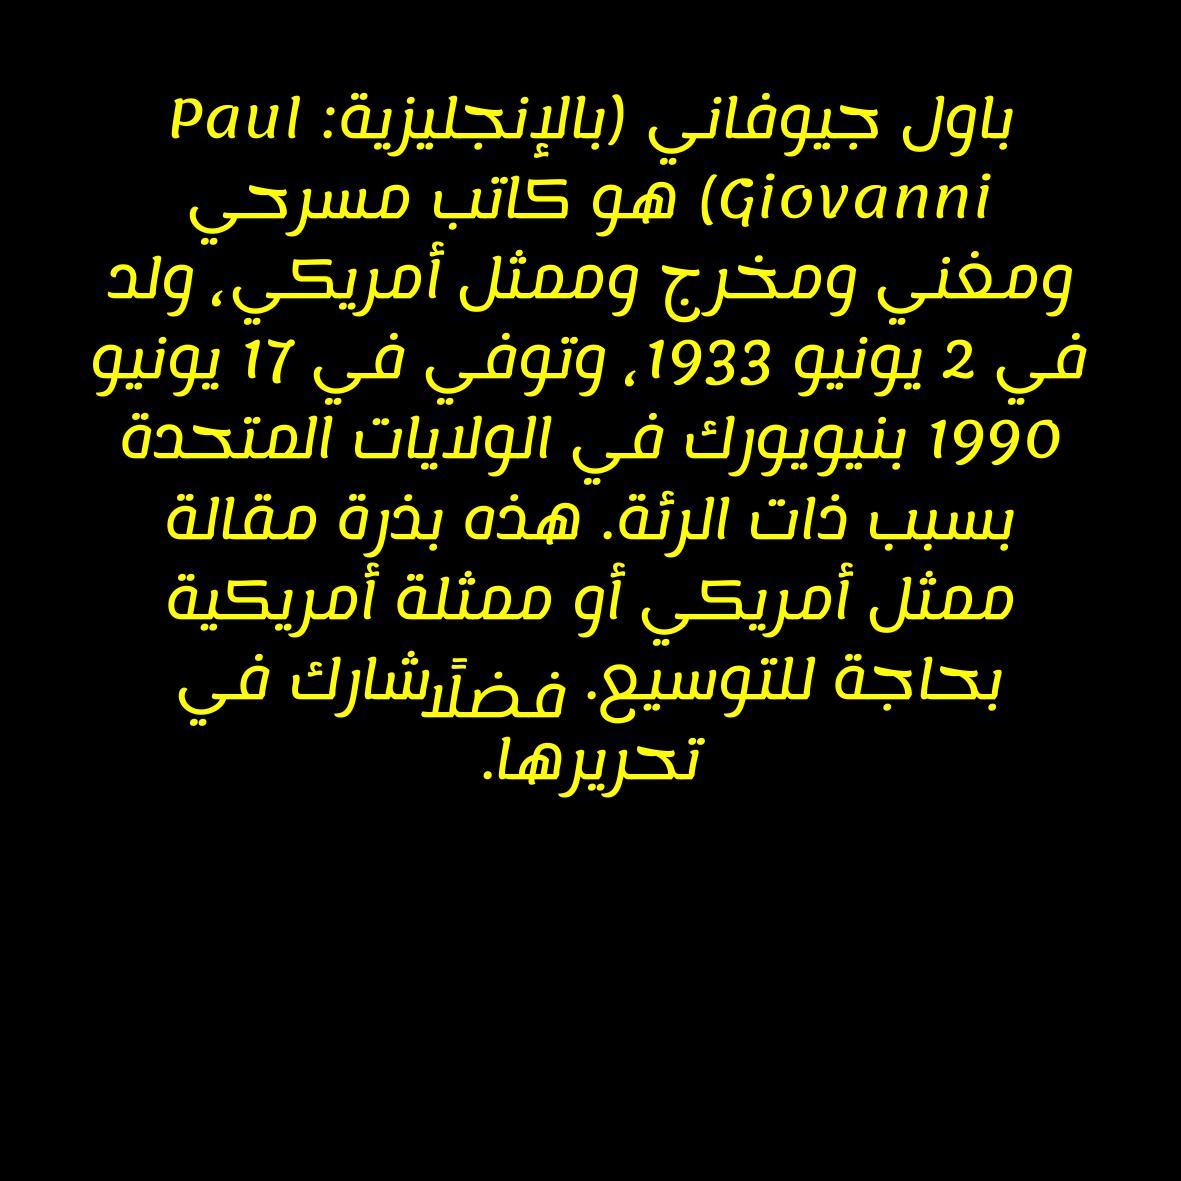 باول جيوفاني (بالإنجليزية: Paul
Giovanni) هو كاتب مسرحي
ومغني ومخرج وممثل أمريكي، ولد
في 2 يونيو 1933، وتوفي في 17 يونيو
1990 بنيويورك في الولايات المتحدة
بسبب ذات الرئة. هذه بذرة مقالة
ممثل أمريكي أو ممثلة أمريكية
بحاجة للتوسيع. فضلًا شارك في
تحريرها.